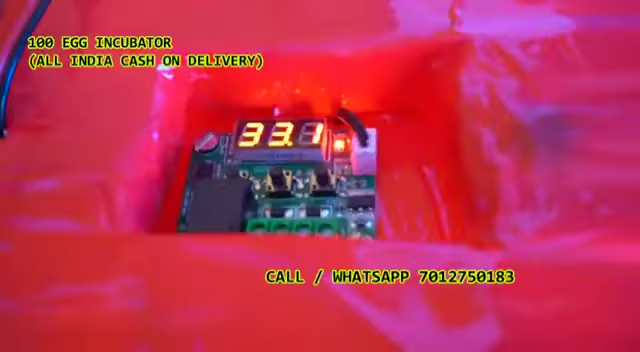 100 EGG INCUBATOR
(ALL INDIA CASH ON DELIVERY)
33.1
CALL / WHATSAPP 7012750183